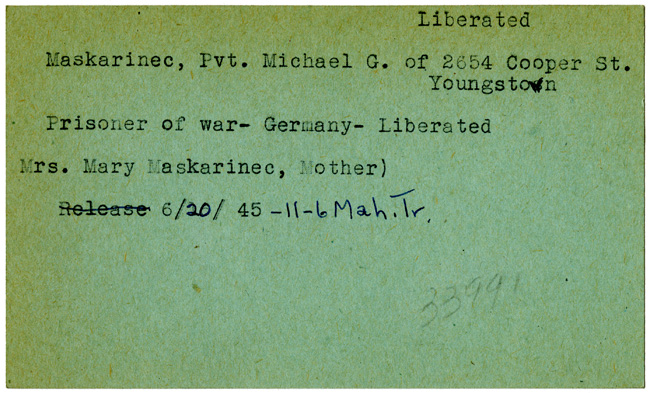 Liberated
Maskarinec, Pvt. Michael G. of 2654 Cooper St.
Youngstown
Prisoner of war- Germany- Liberated
Mrs. Mary Maskarinec, Mother)
Release 6/20/ 45 -11-6 Mah. Tr.
33991